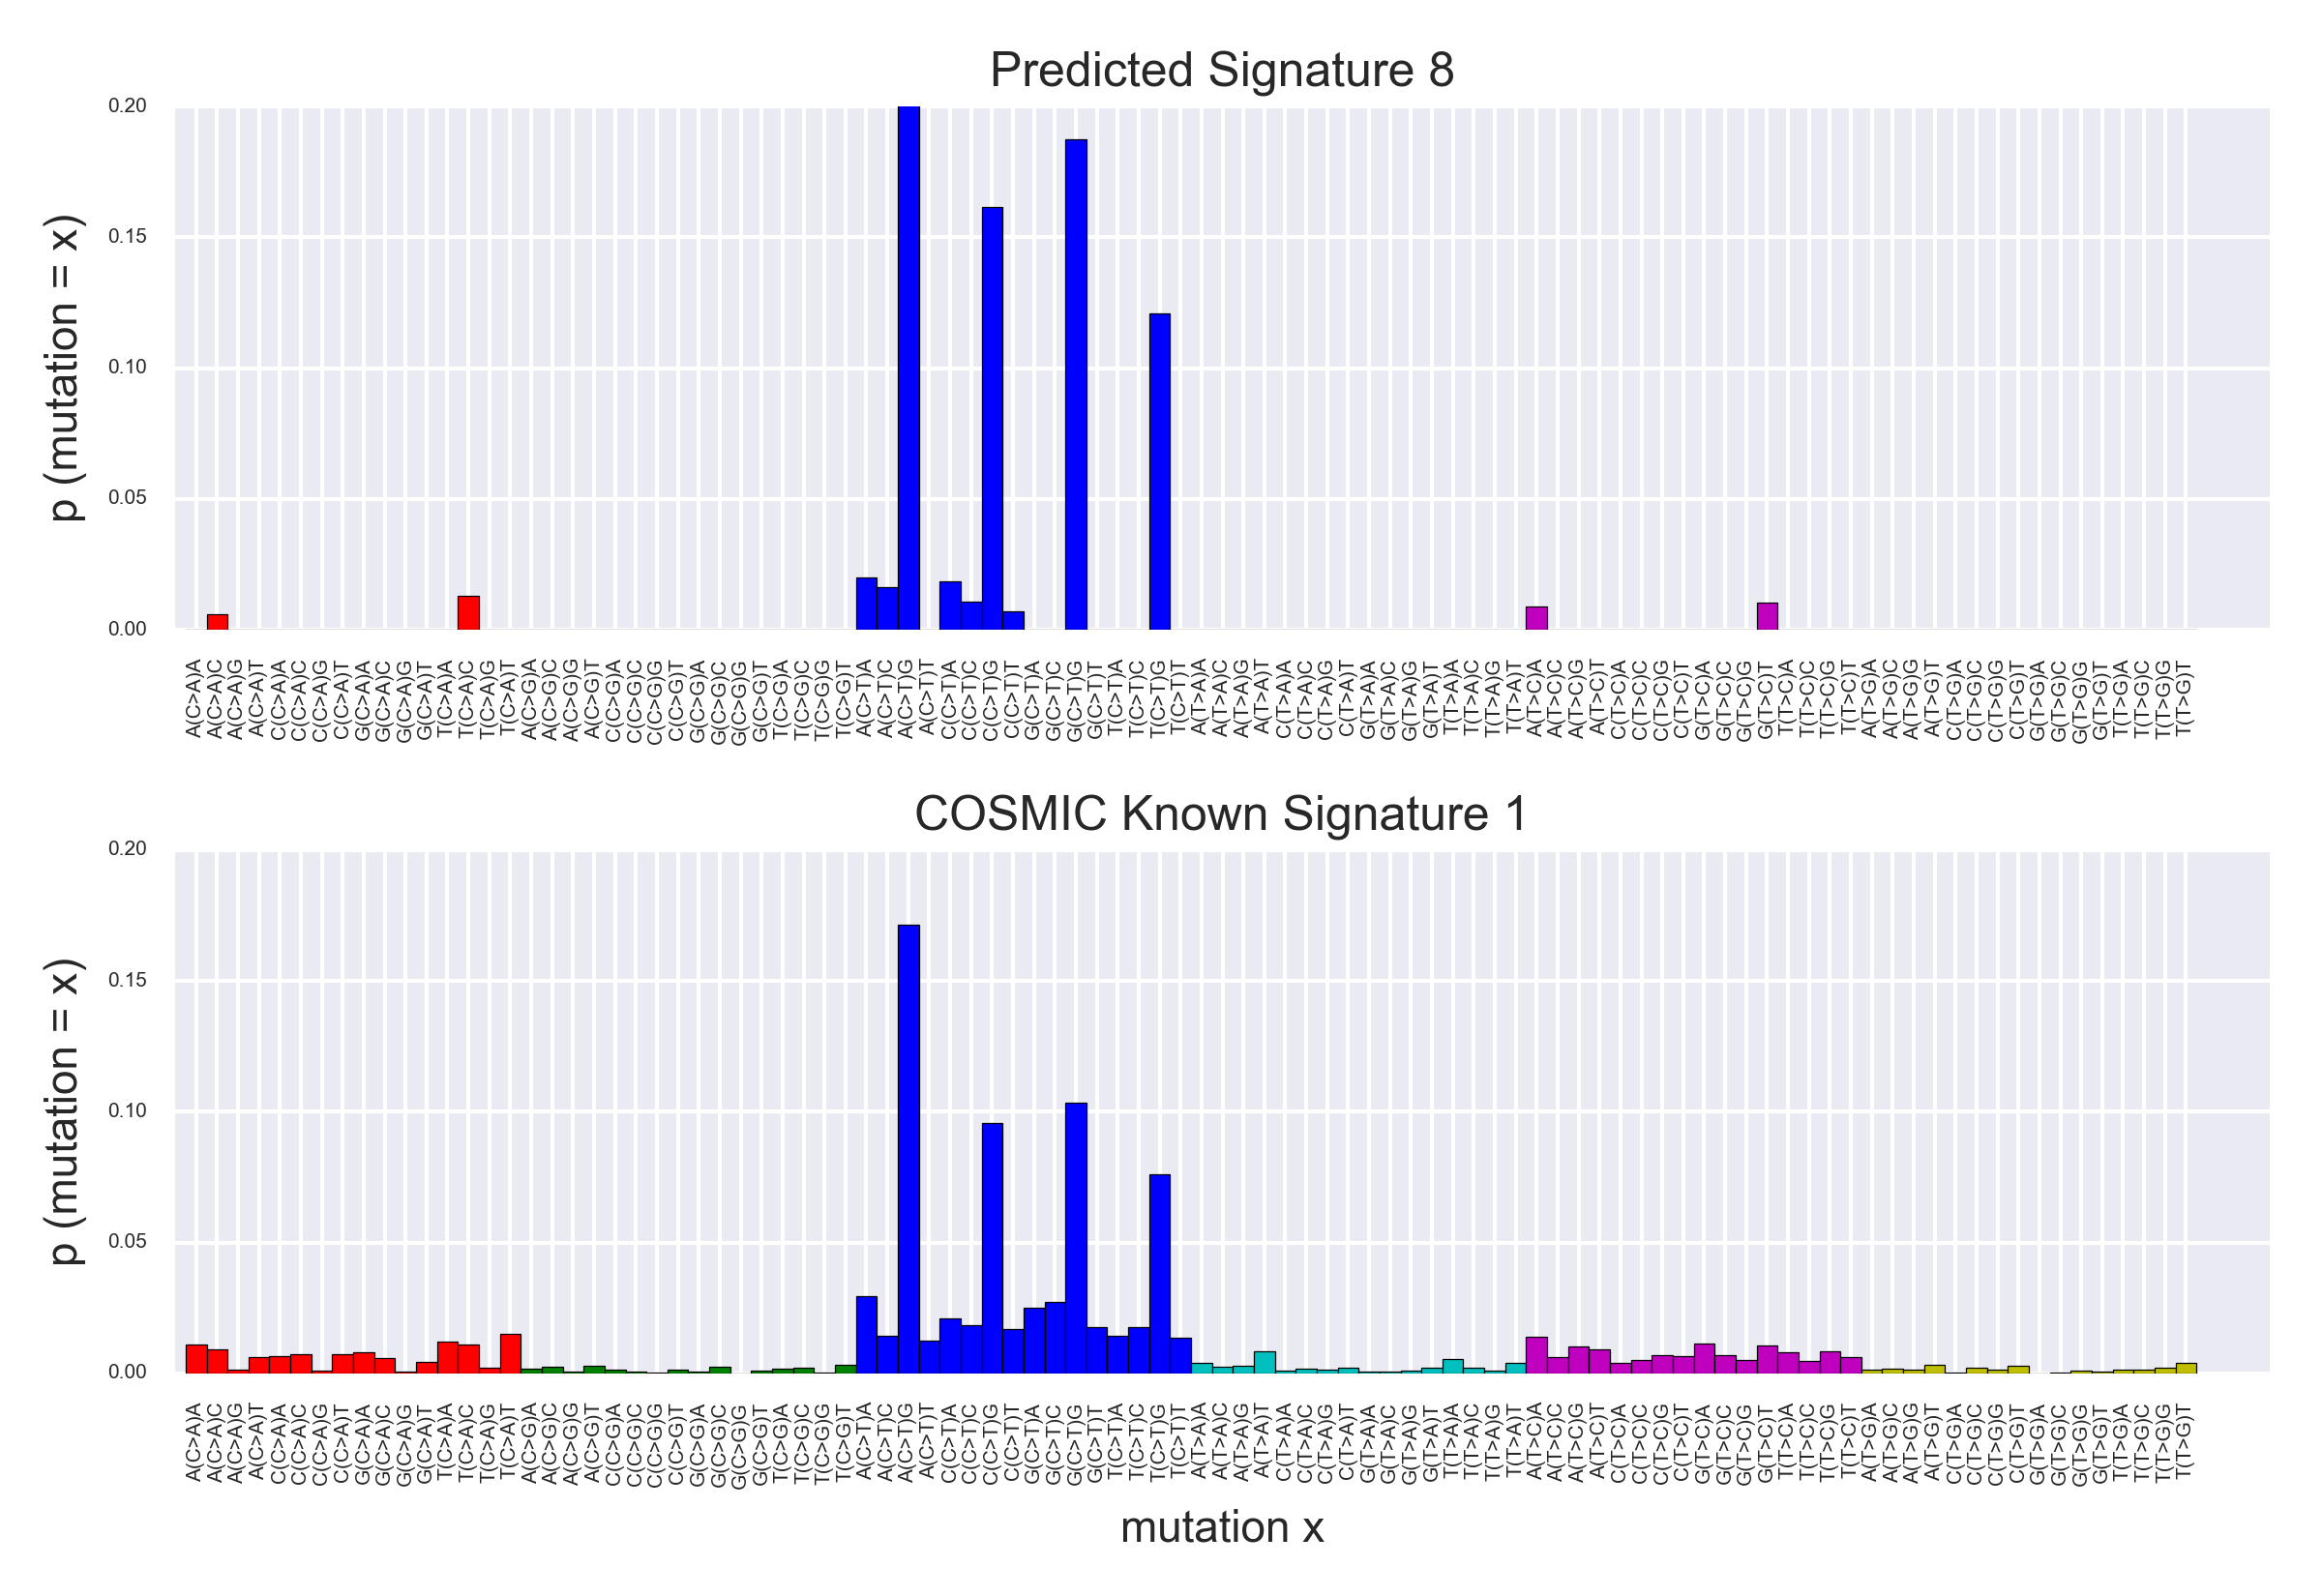 Predicted Signature 8
p (mutation = x)
0.20
0.15
0.10
0.05
0.00
A(C>A)A A(C>A)C A(C>A)G A(C>A)T C(C>A)A C(C>A)C C(C>A)G C(C>A)T G(C>A)A G(C>A)C G(C>A)G G(C>A)T T(C>A)A T(C>A)C T(C>A)G T(C>A)T A(C>G)A A(C>G)C A(C>G)G A(C>G)T C(C>G)A C(C>G)C C(C>G)G C(C>G)T G(C>G)A G(C>G)C G(C>G)G G(C>G)T T(C>G)A T(C>G)C T(C>G)G T(C>G)T A(C>T)A A(C>T)C A(C>T)G A(C>T)T C(C>T)A C(C>T)C C(C>T)G C(C>T)T G(C>T)A G(C>T)C G(C>T)G G(C>T)T T(C>T)A T(C>T)C T(C>T)G T(C>T)T A(T>A)A A(T>A)C A(T>A)G A(T>A)T C(T>A)A C(T>A)C C(T>A)G C(T>A)T G(T>A)A G(T>A)C G(T>A)G G(T>A)T T(T>A)A T(T>A)C T(T>A)G T(T>A)T A(T>C)A A(T>C)C A(T>C)G A(T>C)T C(T>C)A C(T>C)C C(T>C)G C(T>C)T G(T>C)A G(T>C)C G(T>C)G G(T>C)T T(T>C)A T(T>C)C T(T>C)G T(T>C)T A(T>G)A A(T>G)C A(T>G)G A(T>G)T C(T>G)A C(T>G)C C(T>G)G C(T>G)T G(T>G)A G(T>G)C G(T>G)G G(T>G)T T(T>G)A T(T>G)C T(T>G)G T(T>G)T
COSMIC Known Signature 1
p (mutation = x)
0.20
0.15
0.10
0.05
0.00
A(C>A)A A(C>A)C A(C>A)G A(C>A)T C(C>A)A C(C>A)C C(C>A)G C(C>A)T G(C>A)A G(C>A)C G(C>A)G G(C>A)T T(C>A)A T(C>A)C T(C>A)G T(C>A)T A(C>G)A A(C>G)C A(C>G)G A(C>G)T C(C>G)A C(C>G)C C(C>G)G C(C>G)T G(C>G)A G(C>G)C G(C>G)G G(C>G)T T(C>G)A T(C>G)C T(C>G)G T(C>G)T A(C>T)A A(C>T)C A(C>T)G A(C>T)T C(C>T)A C(C>T)C C(C>T)G C(C>T)T G(C>T)A G(C>T)C G(C>T)G G(C>T)T T(C>T)A T(C>T)C T(C>T)G T(C>T)T A(T>A)A A(T>A)C A(T>A)G A(T>A)T C(T>A)A C(T>A)C C(T>A)G C(T>A)T G(T>A)A G(T>A)C G(T>A)G G(T>A)T T(T>A)A T(T>A)C T(T>A)G T(T>A)T A(T>C)A A(T>C)C A(T>C)G A(T>C)T C(T>C)A C(T>C)C C(T>C)G C(T>C)T G(T>C)A G(T>C)C G(T>C)G G(T>C)T T(T>C)A T(T>C)C T(T>C)G T(T>C)T A(T>G)A A(T>G)C A(T>G)G A(T>G)T C(T>G)A C(T>G)C C(T>G)G C(T>G)T G(T>G)A G(T>G)C G(T>G)G G(T>G)T T(T>G)A T(T>G)C T(T>G)G T(T>G)T
mutation x